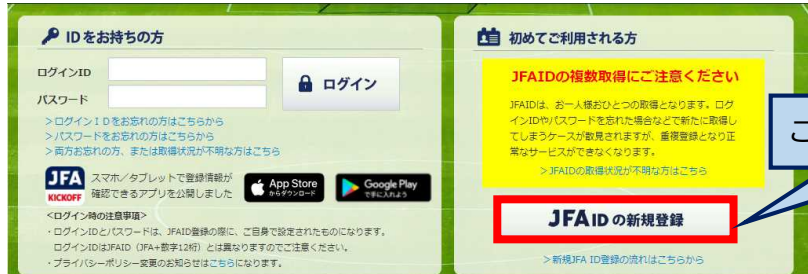 IDをお持ちの方
ログインID
パスワード
ログイン
>ログインIDをお忘れの方はこちらから
>パスワードをお忘れの方はこちらから
>両方お忘れの方、または取得状況が不明な方はこちら
JFA
KICKOFF
スマホ／タブレットで登録情報が
確認できるアプリを公開しました
App Store
からダウンロード
Google Play
で手に入れよう
<ログイン時の注意事項>
・ログインIDとパスワードは、JFAID登録の際に、ご自身で設定されたものになります。
ログインIDはJFAID（JFA+数字12桁）とは異なりますのでご注意ください。
・プライバシーポリシー変更のお知らせはこちらになります。
初めてご利用される方
JFAIDの複数取得にご注意ください
JFAIDは、お一人様おひとつの取得となります。ログ
インIDやパスワードを忘れた場合などで新たに取得し
てしまうケースが散見されますが、重複登録となり正
常なサービスができなくなります。
>JFAIDの取得状況が不明な方はこちら
JFAIDの新規登録
>新規JFA ID登録の流れはこちらから
こ